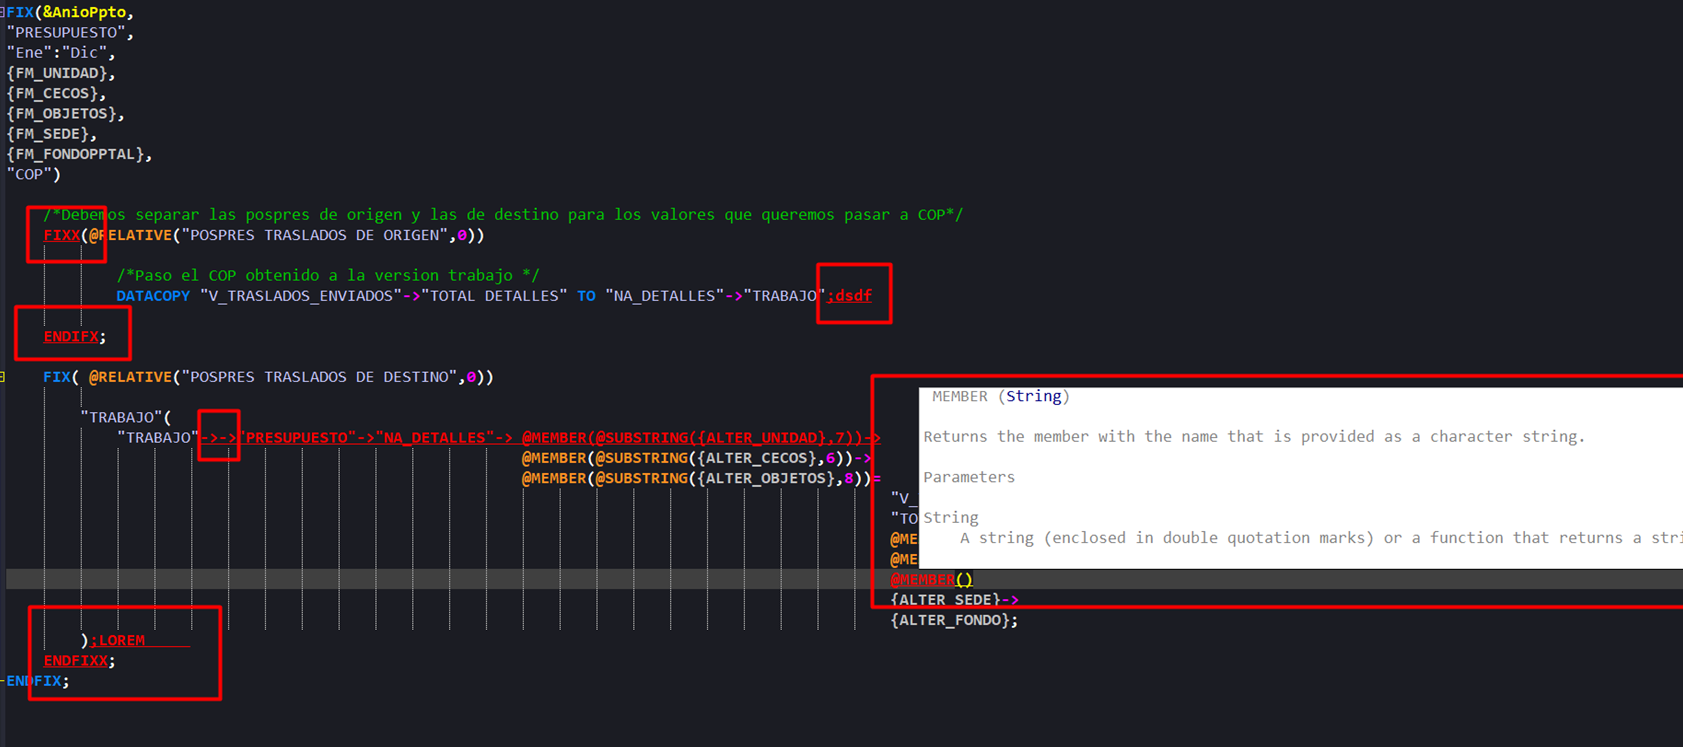 FIX(&AnioPpto,
"PRESUPUESTO",
"Ene":"Dic",
{FM_UNIDAD},
{FM_CECOS},
{FM_OBJETOS},
{FM_SEDE},
{FM_FONDOPPTAL},
"COP")
/*Debemos separar las pospres de origen y las de destino para los valores que queremos pasar a COP*/
FIXX(@RELATIVE("POSPRES TRASLADOS DE ORIGEN",0))
/*Paso el COP obtenido a la version trabajo */
DATACOPY "V_TRASLADOS_ENVIADOS"->"TOTAL DETALLES" TO "NA_DETALLES"->"TRABAJO";dsdf
ENDIFX;
FIX( @RELATIVE("POSPRES TRASLADOS DE DESTINO",0))
"TRABAJO"(
"TRABAJO"->->"PRESUPUESTO"->"NA_DETALLES"-> @MEMBER(@SUBSTRING({ALTER_UNIDAD},7))->
@MEMBER(@SUBSTRING({ALTER_CECOS},6))->
@MEMBER(@SUBSTRING({ALTER_OBJETOS},8))=
"V_
"TO
@ME
@ME
@MEMBER()
{ALTER_SEDE}->
{ALTER_FONDO};
);LOREM
ENDFIXX;
ENDFIX;
MEMBER (String)
Returns the member with the name that is provided as a character string.
Parameters
String
A string (enclosed in double quotation marks) or a function that returns a stri